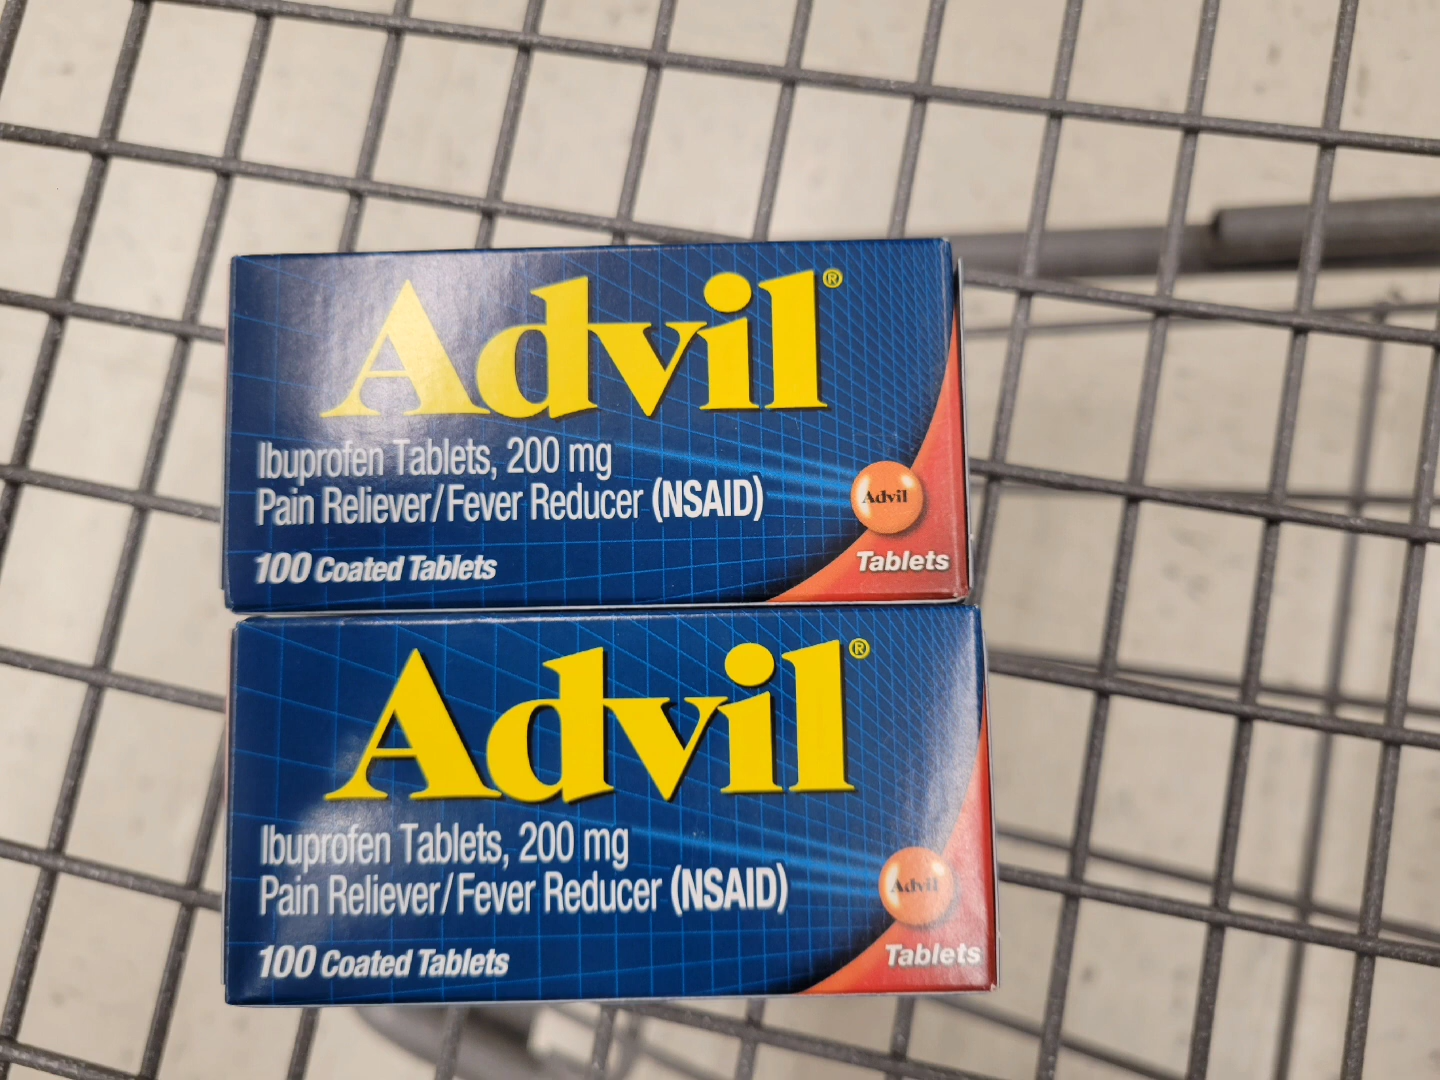 Advil®
Ibuprofen Tablets, 200 mg
Pain Reliever/Fever Reducer (NSAID)
Advil
100 Coated Tablets
Tablets
Advil®
Ibuprofen Tablets, 200 mg
Pain Reliever/Fever Reducer (NSAID)
Advil
100 Coated Tablets
Tablets